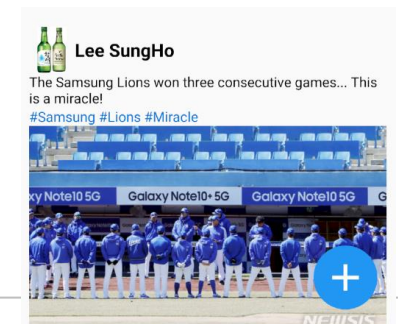 Lee SungHo
The Samsung Lions won three consecutive games... This
is a miracle!
#Samsung #Lions #Miracle
xy Note10 5G
Galaxy Note10+ 5G
Galaxy Note10 5G
G
NEWSIS